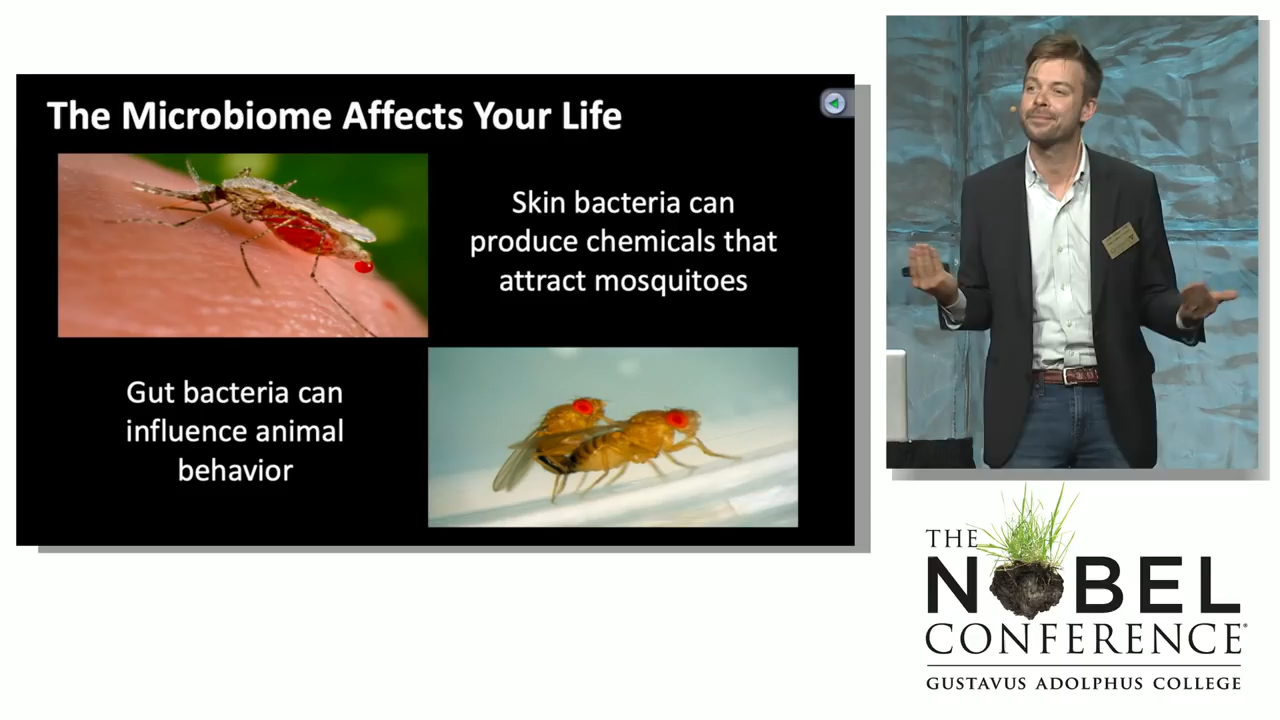 The Microbiome Affects Your Life
Skin bacteria can
produce chemicals that
attract mosquitoes
Gut bacteria can
influence animal
behavior
THE
NOBEL
CONFERENCE®
GUSTAVUS ADOLPHUS COLLEGE